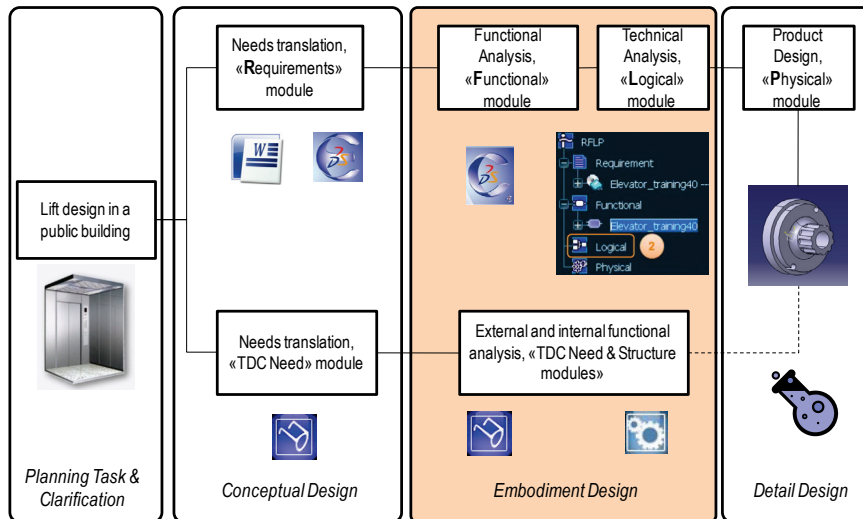 Needs translation,
«Requirements»
module
Functional
Analysis,
«Functional»
module
Technical
Analysis,
«Logical»
module
Product
Design,
«Physical»
module
W
RFLP
Requirement
Elevator_training40 --
Functional
Elevator_training40
Logical
2
Physical
Lift design in a
public building
Needs translation,
«TDC Need» module
External and internal functional
analysis, «TDC Need & Structure
modules»
Planning Task &
Clarification
Conceptual Design
Embodiment Design
Detail Design